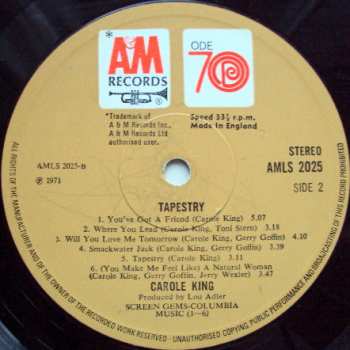 A&M
RECORDS
ODE
70
*Trademark of
A & M Records Inc.,
A & M Records Ltd
authorised user.
Speed 33⅓ r.p.m.
Made In England
STEREO
AMLS 2025
SIDE 2
AMLS 2025-B
℗ 1971
TAPESTRY
1. You've Got A Friend (Carole King) 5.07
2. Where You Lead (Carole King, Toni Stern) 3.17
3. Will You Love Me Tomorrow (Carole King, Gerry Goffin) 4.10
4. Smackwater Jack (Carole King, Gerry Goffin) 3.39
5. Tapestry (Carole King) 3.11
6. (You Make Me Feel Like) A Natural Woman
(Carole King, Gerry Goffin, Jerry Wexler) 3.47
CAROLE KING
Produced by Lou Adler
SCREEN GEMS-COLUMBIA
MUSIC (3—6)
ALL RIGHTS OF THE MANUFACTURER AND OF THE OWNER OF THE RECORDED WORK RESERVED · UNAUTHORISED COPYING PUBLIC PERFORMANCE AND BROADCASTING OF THIS RECORD PROHIBITED